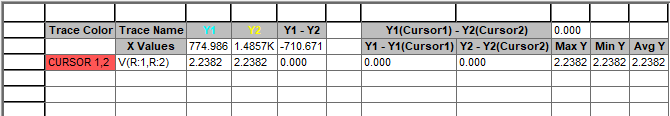 Trace Color Trace Name Y1 Y2 Y1 - Y2 Y1(Cursor1) - Y2(Cursor2) 0.000
X Values 774.986 1.4857K -710.671 Y1 - Y1(Cursor1) Y2 - Y2(Cursor2) Max Y Min Y Avg Y
CURSOR 1,2 V(R:1,R:2) 2.2382 2.2382 0.000 0.000 0.000 2.2382 2.2382 2.2382